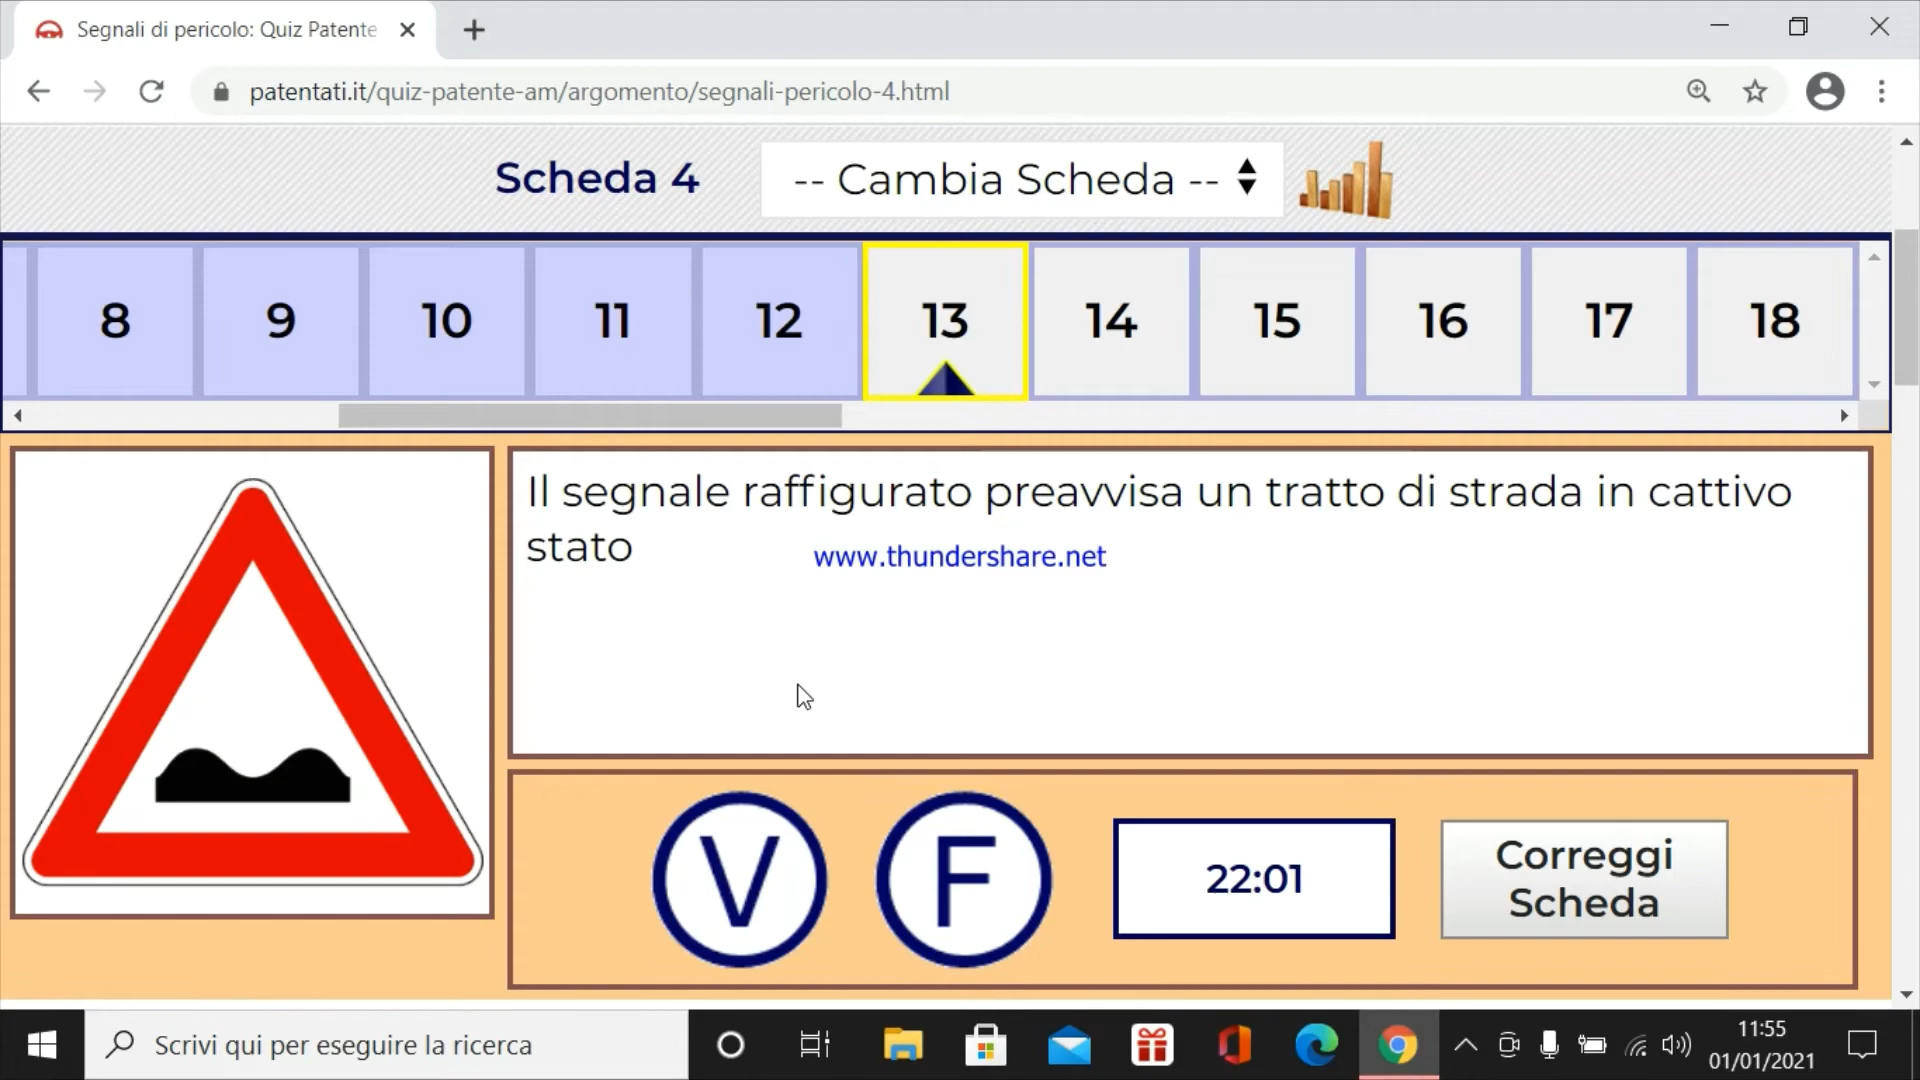 Segnali di pericolo: Quiz Patente
patentati.it/quiz-patente-am/argomento/segnali-pericolo-4.html
Scheda 4
-- Cambia Scheda --
8 9 10 11 12 13 14 15 16 17 18
Il segnale raffigurato preavvisa un tratto di strada in cattivo
stato
www.thundershare.net
V F 22:01
Correggi
Scheda
Scrivi qui per eseguire la ricerca
11:55
01/01/2021